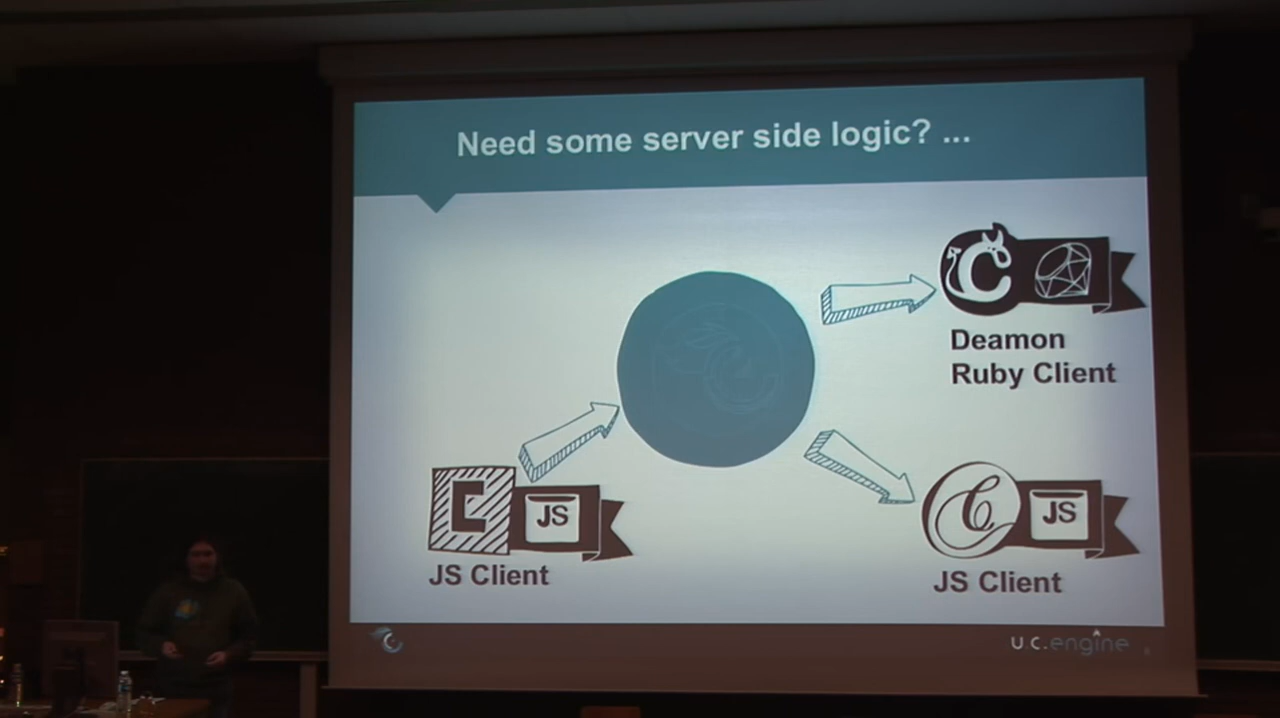 Need some server side logic? ...
Deamon
Ruby Client
JS
JS Client
JS
JS Client
u.c.engine